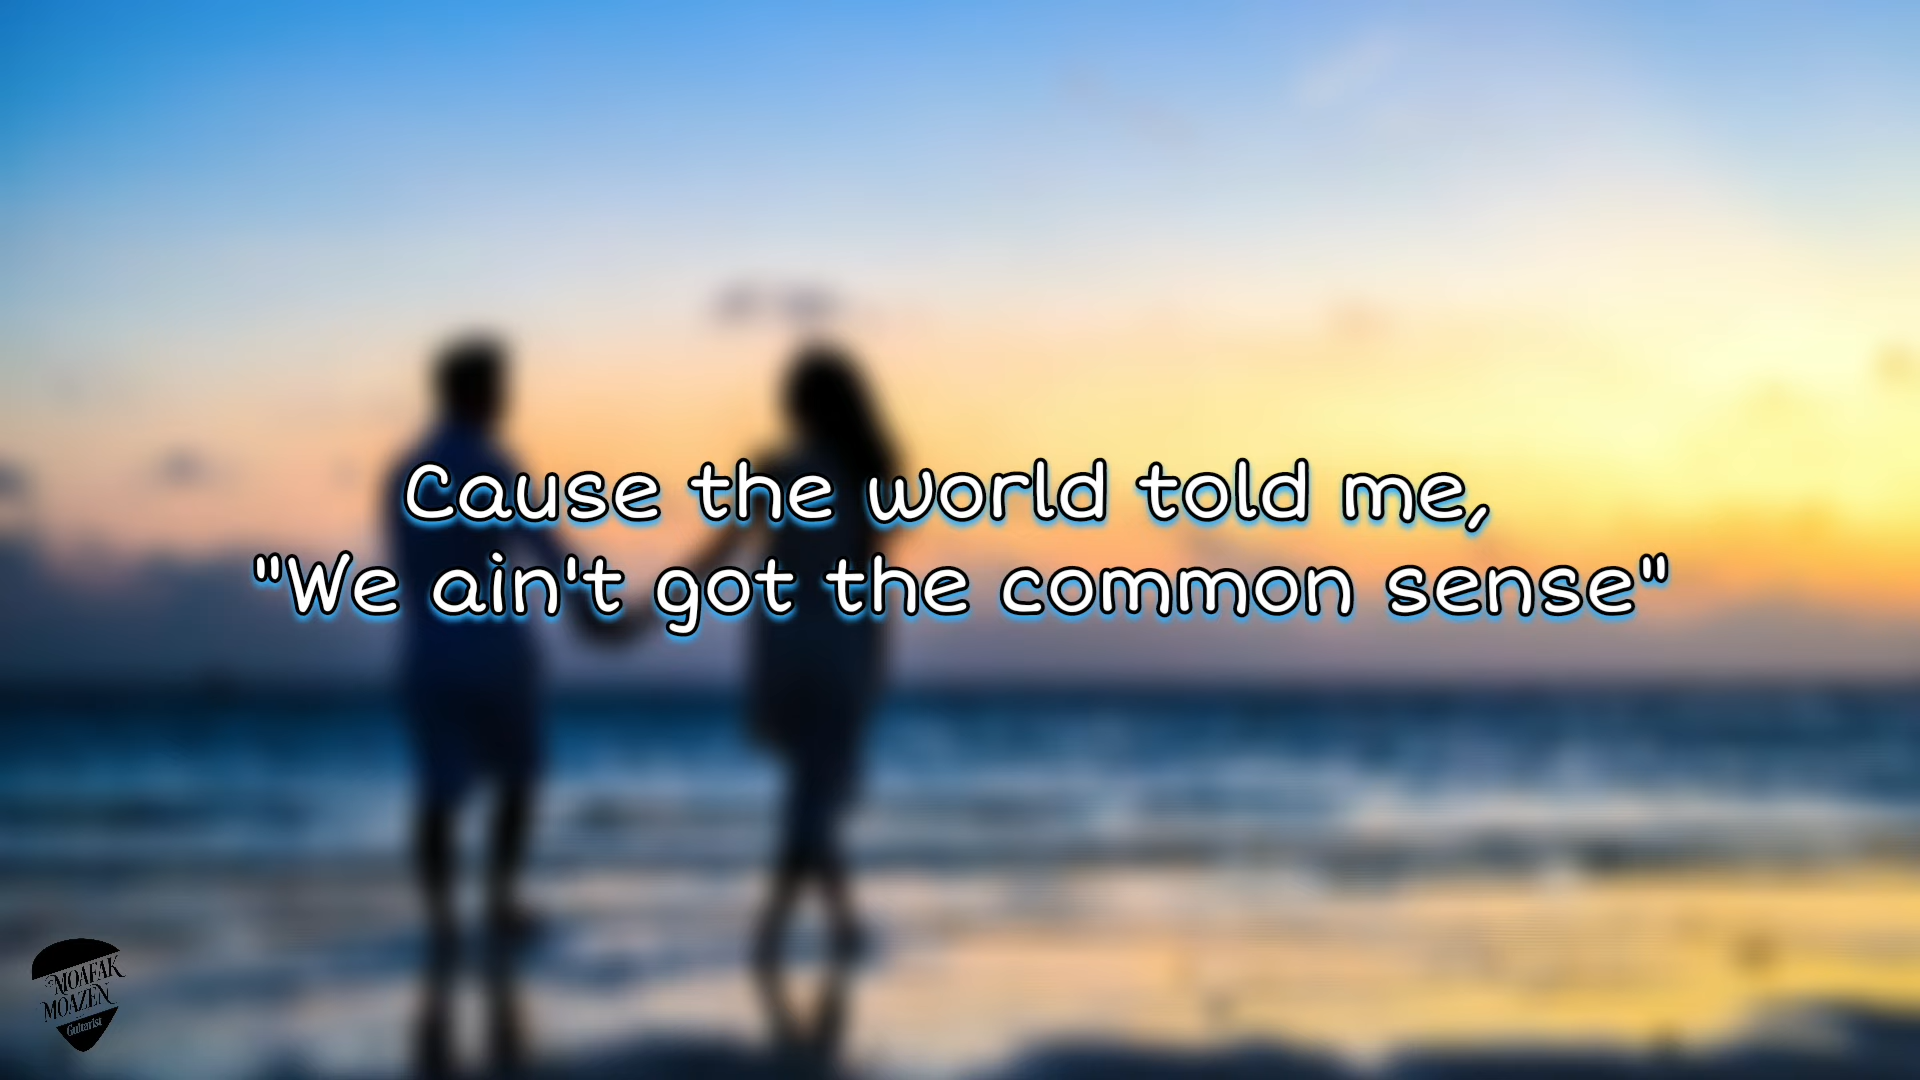 Cause the world told me,
"We ain't got the common sense"
MOAFAK
MOAZEN
Guitarist